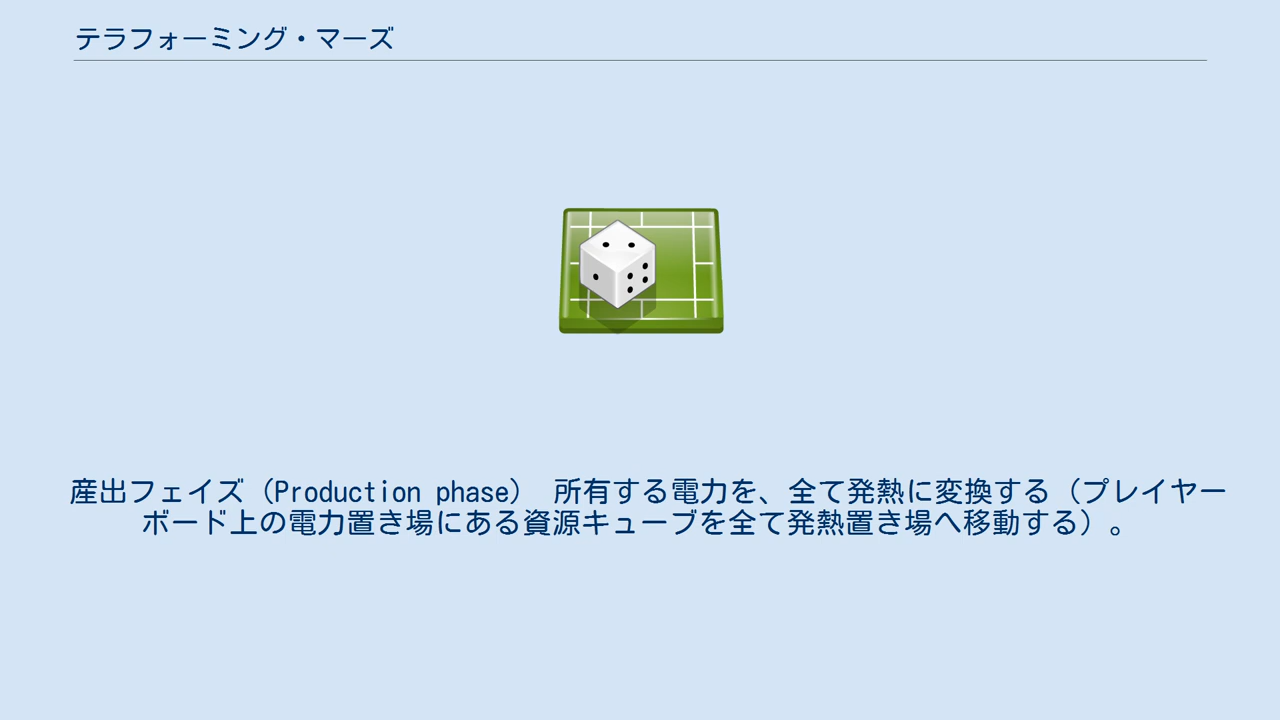 テラフォーミング・マーズ
産出フェイズ（Production phase） 所有する電力を、全て発熱に変換する（プレイヤー
ボード上の電力置き場にある資源キューブを全て発熱置き場へ移動する）。